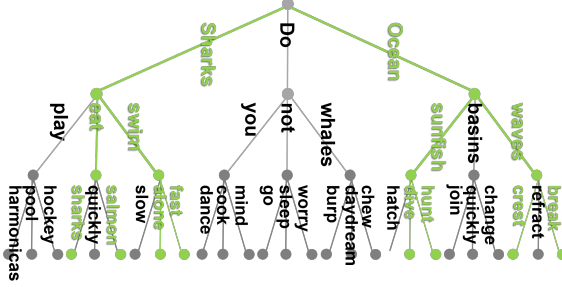 Sharks
Do
Ocean
play
eat
swim
you
not
whales
sunfish
basins
waves
harmonicas
pool
hockey
sharks
quickly
salmon
slow
alone
fast
dance
cook
mind
go
sleep
worry
burp
daydream
chew
hatch
dive
hunt
join
quickly
change
crest
refract
break